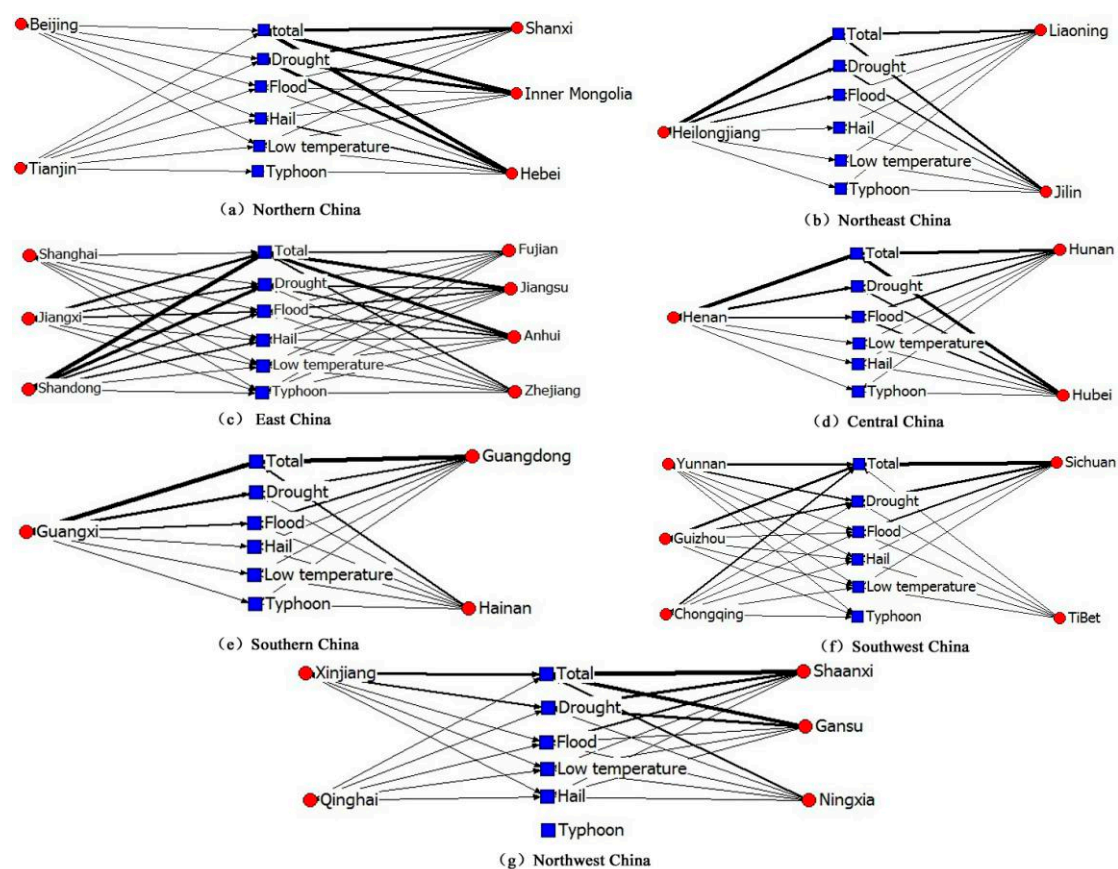 Beijing
total
Shanxi
Drought
Flood
Inner Mongolia
Hail
Low temperature
Tianjin
Typhoon
Hebei
(a) Northern China
Total
Liaoning
Drought
Flood
Heilongjiang
Hail
Low temperature
Typhoon
Jilin
(b) Northeast China
Shanghai
Total
Fujian
Drought
Jiangsu
Jiangxi
Flood
Hail
Anhui
Low temperature
Shandong
Typhoon
Zhejiang
(c) East China
Total
Hunan
Drought
Henan
Flood
Low temperature
Hail
Typhoon
Hubei
(d) Central China
Total
Guangdong
Drought
Guangxi
Flood
Hail
Low temperature
Typhoon
Hainan
(e) Southern China
Yunnan
Total
Sichuan
Drought
Guizhou
Flood
Hail
Low temperature
Chongqing
Typhoon
TiBet
(f) Southwest China
Xinjiang
Total
Shaanxi
Drought
Gansu
Flood
Low temperature
Qinghai
Hail
Ningxia
Typhoon
(g) Northwest China